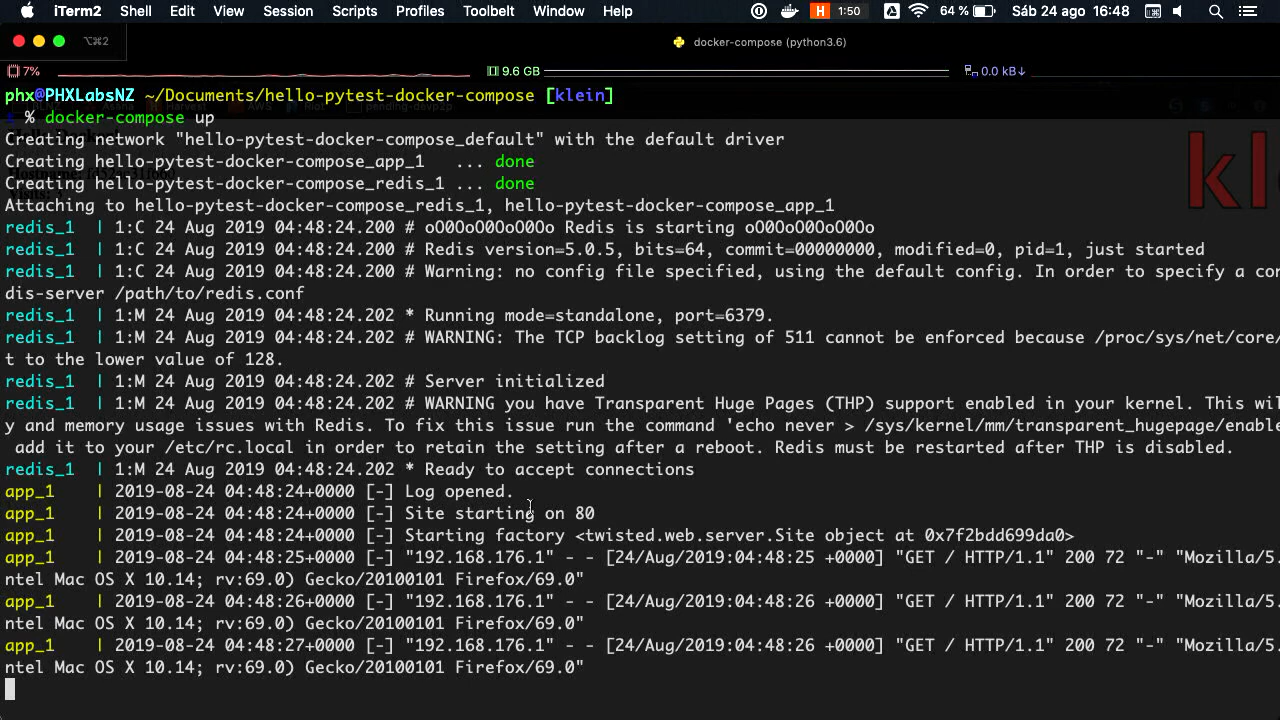 iTerm2 Shell Edit View Session Scripts Profiles Toolbelt Window Help H 1:50 64 % Sáb 24 ago 16:48
⌥⌘2 docker-compose (python3.6)
7% 9.6 GB 0.0 kB↓
phx@PHXLabsNZ ~/Documents/hello-pytest-docker-compose [klein]
% docker-compose up
Creating network "hello-pytest-docker-compose_default" with the default driver
Creating hello-pytest-docker-compose_app_1   ... done
Creating hello-pytest-docker-compose_redis_1 ... done
Attaching to hello-pytest-docker-compose_redis_1, hello-pytest-docker-compose_app_1
redis_1  | 1:C 24 Aug 2019 04:48:24.200 # oO0OoO0OoO0Oo Redis is starting oO0OoO0OoO0Oo
redis_1  | 1:C 24 Aug 2019 04:48:24.200 # Redis version=5.0.5, bits=64, commit=00000000, modified=0, pid=1, just started
redis_1  | 1:C 24 Aug 2019 04:48:24.200 # Warning: no config file specified, using the default config. In order to specify a con
dis-server /path/to/redis.conf
redis_1  | 1:M 24 Aug 2019 04:48:24.202 * Running mode=standalone, port=6379.
redis_1  | 1:M 24 Aug 2019 04:48:24.202 # WARNING: The TCP backlog setting of 511 cannot be enforced because /proc/sys/net/core/
t to the lower value of 128.
redis_1  | 1:M 24 Aug 2019 04:48:24.202 # Server initialized
redis_1  | 1:M 24 Aug 2019 04:48:24.202 # WARNING you have Transparent Huge Pages (THP) support enabled in your kernel. This wil
y and memory usage issues with Redis. To fix this issue run the command 'echo never > /sys/kernel/mm/transparent_hugepage/enable
 add it to your /etc/rc.local in order to retain the setting after a reboot. Redis must be restarted after THP is disabled.
redis_1  | 1:M 24 Aug 2019 04:48:24.202 * Ready to accept connections
app_1    | 2019-08-24 04:48:24+0000 [-] Log opened.
app_1    | 2019-08-24 04:48:24+0000 [-] Site starting on 80
app_1    | 2019-08-24 04:48:24+0000 [-] Starting factory <twisted.web.server.Site object at 0x7f2bdd699da0>
app_1    | 2019-08-24 04:48:25+0000 [-] "192.168.176.1" - - [24/Aug/2019:04:48:25 +0000] "GET / HTTP/1.1" 200 72 "-" "Mozilla/5.
ntel Mac OS X 10.14; rv:69.0) Gecko/20100101 Firefox/69.0"
app_1    | 2019-08-24 04:48:26+0000 [-] "192.168.176.1" - - [24/Aug/2019:04:48:26 +0000] "GET / HTTP/1.1" 200 72 "-" "Mozilla/5.
ntel Mac OS X 10.14; rv:69.0) Gecko/20100101 Firefox/69.0"
app_1    | 2019-08-24 04:48:27+0000 [-] "192.168.176.1" - - [24/Aug/2019:04:48:26 +0000] "GET / HTTP/1.1" 200 72 "-" "Mozilla/5.
ntel Mac OS X 10.14; rv:69.0) Gecko/20100101 Firefox/69.0"
kl